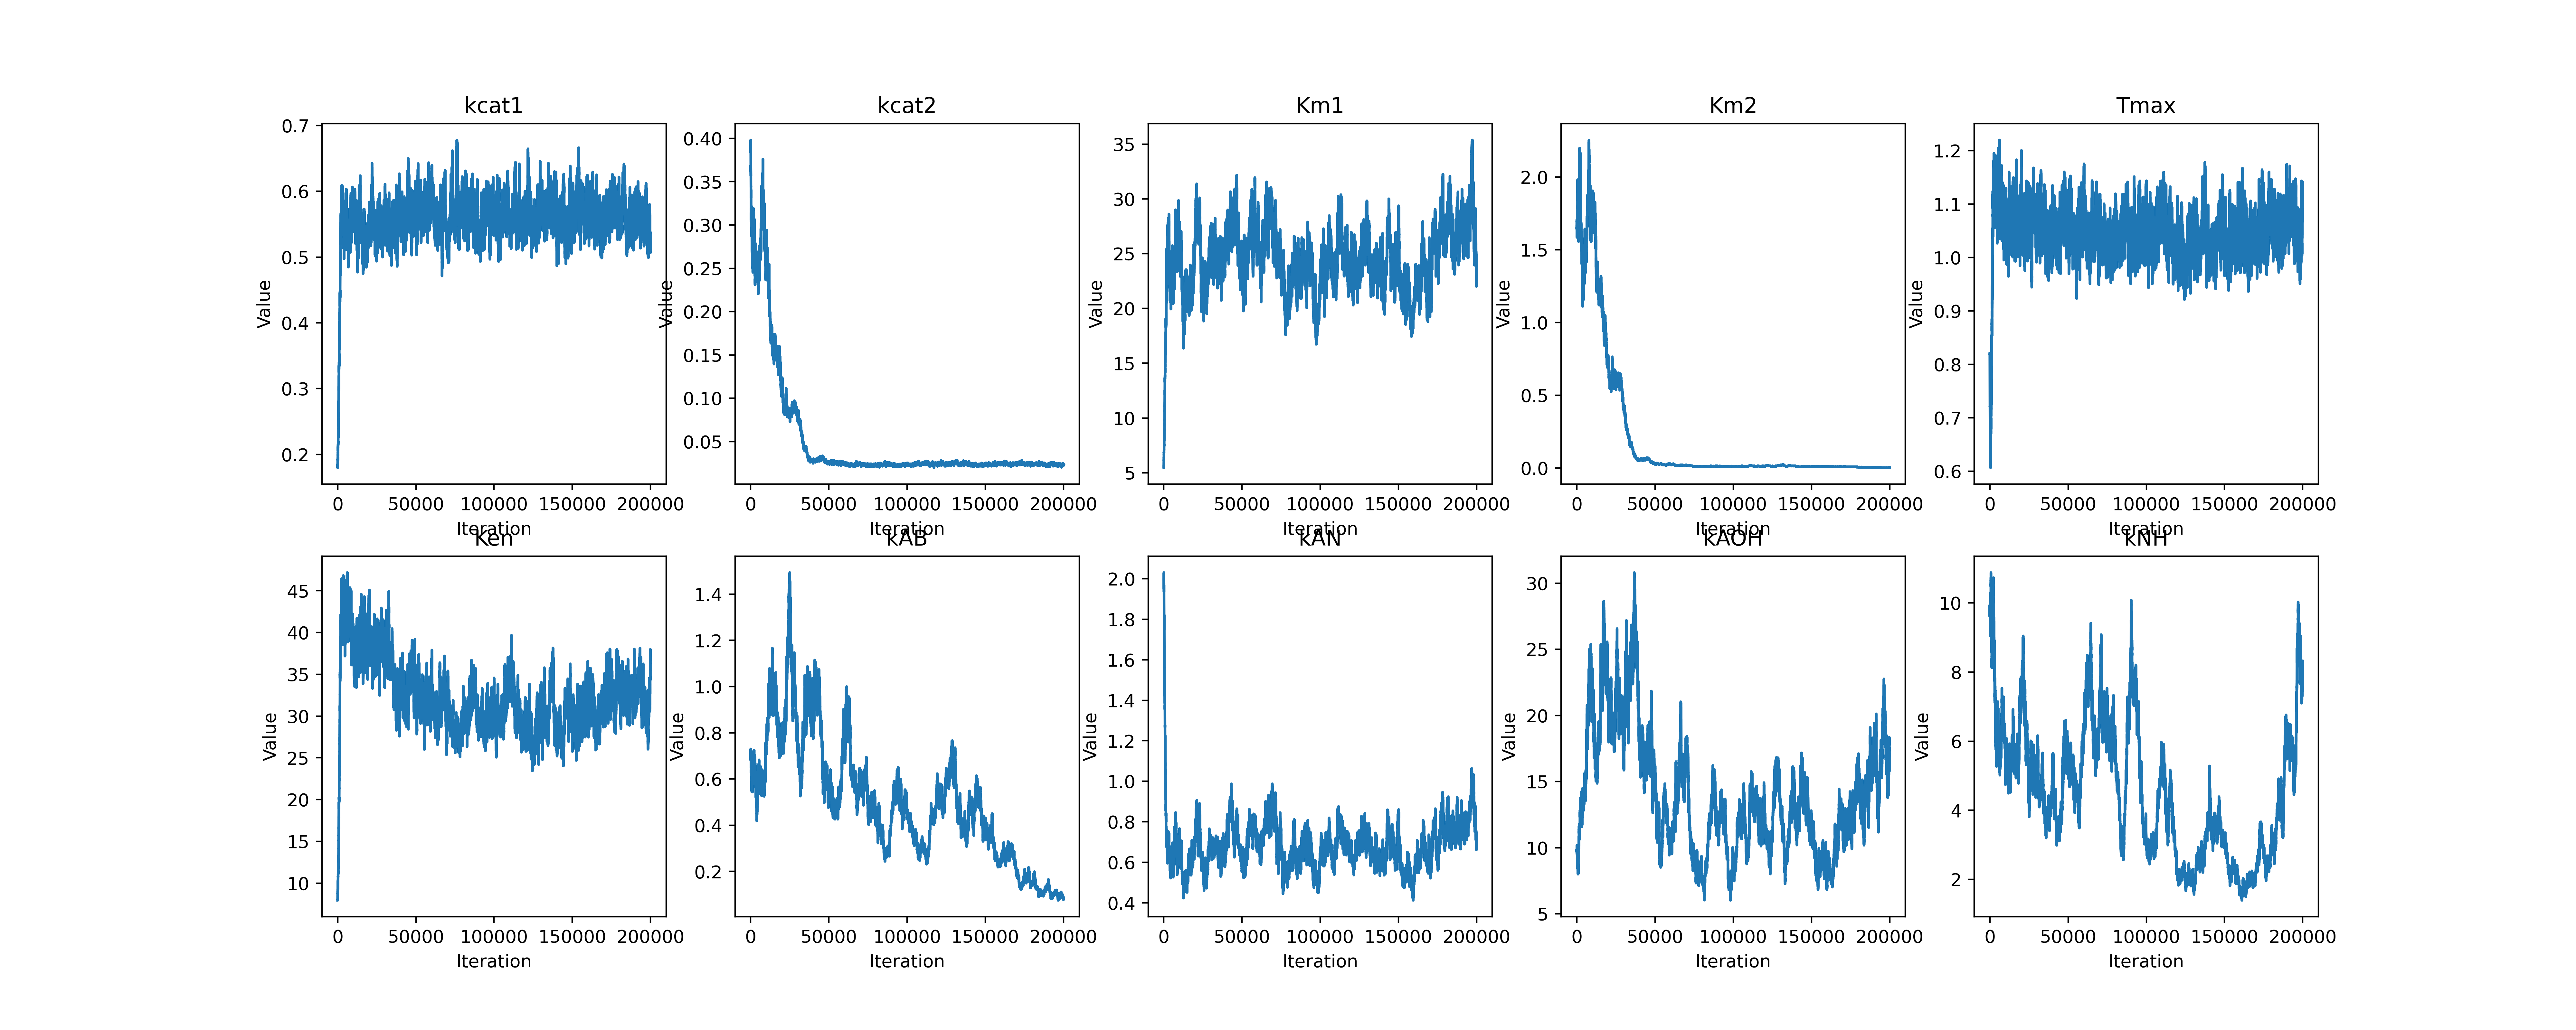 kcat1
kcat2
Km1
Km2
Tmax
0.7
0.6
0.5
0.4
0.3
0.2
Value
0 50000 100000 150000 200000
Iteration
0.40
0.35
0.30
0.25
0.20
0.15
0.10
0.05
Value
0 50000 100000 150000 200000
Iteration
35
30
25
20
15
10
5
Value
0 50000 100000 150000 200000
Iteration
2.0
1.5
1.0
0.5
0.0
Value
0 50000 100000 150000 200000
Iteration
1.2
1.1
1.0
0.9
0.8
0.7
0.6
Value
0 50000 100000 150000 200000
Iteration
Ken
kAB
kAN
kAOH
kNH
45
40
35
30
25
20
15
10
Value
0 50000 100000 150000 200000
Iteration
1.4
1.2
1.0
0.8
0.6
0.4
0.2
Value
0 50000 100000 150000 200000
Iteration
2.0
1.8
1.6
1.4
1.2
1.0
0.8
0.6
0.4
Value
0 50000 100000 150000 200000
Iteration
30
25
20
15
10
5
Value
0 50000 100000 150000 200000
Iteration
10
8
6
4
2
Value
0 50000 100000 150000 200000
Iteration